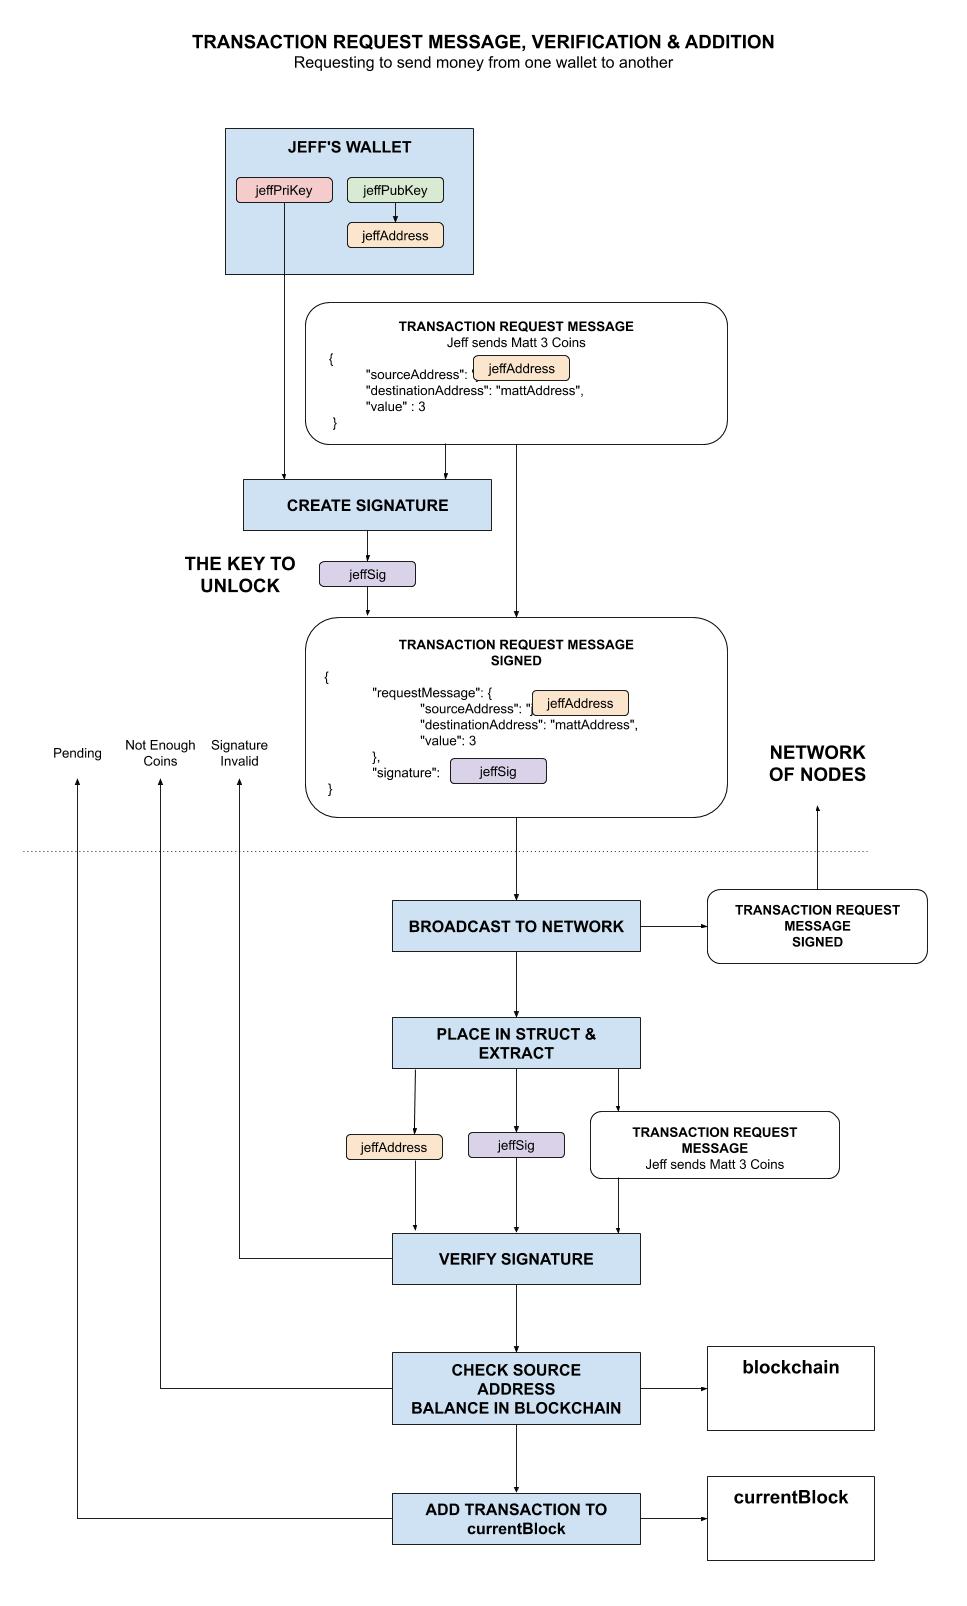 TRANSACTION REQUEST MESSAGE, VERIFICATION & ADDITION
Requesting to send money from one wallet to another
JEFF'S WALLET
jeffPriKey
jeffPubKey
jeffAddress
TRANSACTION REQUEST MESSAGE
Jeff sends Matt 3 Coins
{
"sourceAddress": "
jeffAddress
"destinationAddress": "mattAddress",
"value" : 3
}
CREATE SIGNATURE
THE KEY TO
UNLOCK
jeffSig
TRANSACTION REQUEST MESSAGE
SIGNED
{
"requestMessage": {
"sourceAddress": "
jeffAddress
"destinationAddress": "mattAddress",
"value": 3
},
"signature":
jeffSig
}
Pending
Not Enough
Coins
Signature
Invalid
NETWORK
OF NODES
BROADCAST TO NETWORK
TRANSACTION REQUEST
MESSAGE
SIGNED
PLACE IN STRUCT &
EXTRACT
jeffAddress
jeffSig
TRANSACTION REQUEST
MESSAGE
Jeff sends Matt 3 Coins
VERIFY SIGNATURE
CHECK SOURCE
ADDRESS
BALANCE IN BLOCKCHAIN
blockchain
ADD TRANSACTION TO
currentBlock
currentBlock